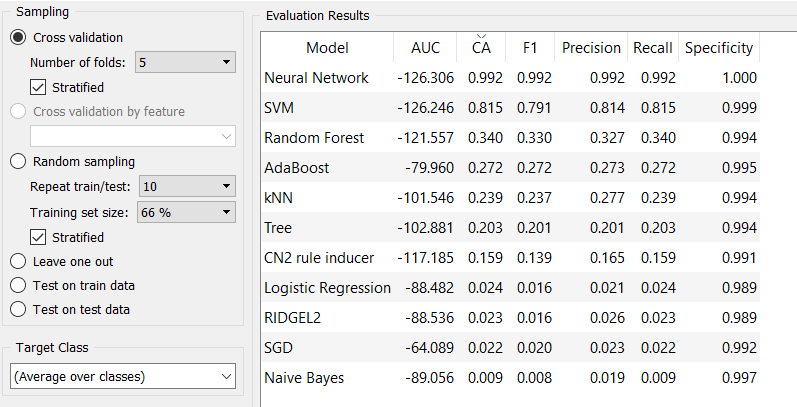 Sampling
Cross validation
Number of folds: 5
Stratified
Cross validation by feature
Random sampling
Repeat train/test: 10
Training set size: 66 %
Stratified
Leave one out
Test on train data
Test on test data
Target Class
(Average over classes)
Evaluation Results
Model AUC CA F1 Precision Recall Specificity
Neural Network -126.306 0.992 0.992 0.992 0.992 1.000
SVM -126.246 0.815 0.791 0.814 0.815 0.999
Random Forest -121.557 0.340 0.330 0.327 0.340 0.994
AdaBoost -79.960 0.272 0.272 0.273 0.272 0.995
kNN -101.546 0.239 0.237 0.277 0.239 0.994
Tree -102.881 0.203 0.201 0.201 0.203 0.994
CN2 rule inducer -117.185 0.159 0.139 0.165 0.159 0.991
Logistic Regression -88.482 0.024 0.016 0.021 0.024 0.989
RIDGEL2 -88.536 0.023 0.016 0.026 0.023 0.989
SGD -64.089 0.022 0.020 0.023 0.022 0.992
Naive Bayes -89.056 0.009 0.008 0.019 0.009 0.997